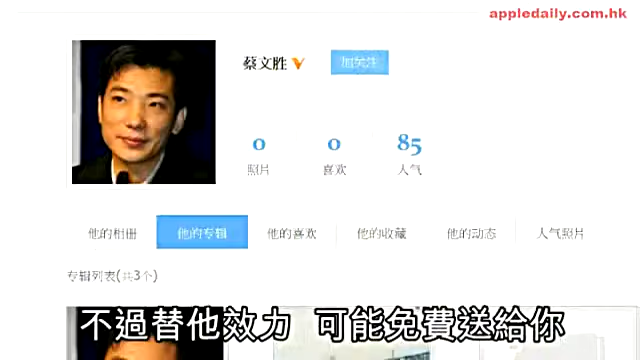 appledaily.com.hk
蔡文胜
加关注
0 0 85
照片 喜欢 人气
他的相册 他的专辑 他的喜欢 他的收藏 他的动态 人气照片
专辑列表(共3个)
不過替他效力 可能免費送給你